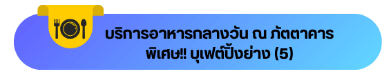 บริการอาหารกลางวัน ณ ภัตตาคาร
พิเศษ!! บุฟเฟต์ปิ้งย่าง (5)